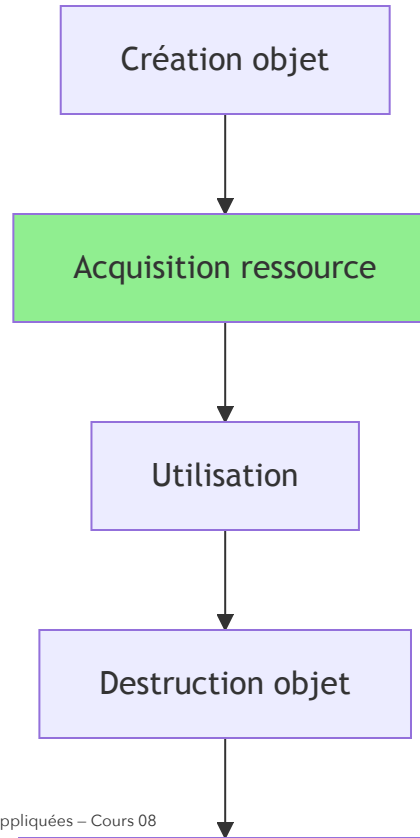 Création objet
Acquisition ressource
Utilisation
Destruction objet
ppliquées – Cours 08